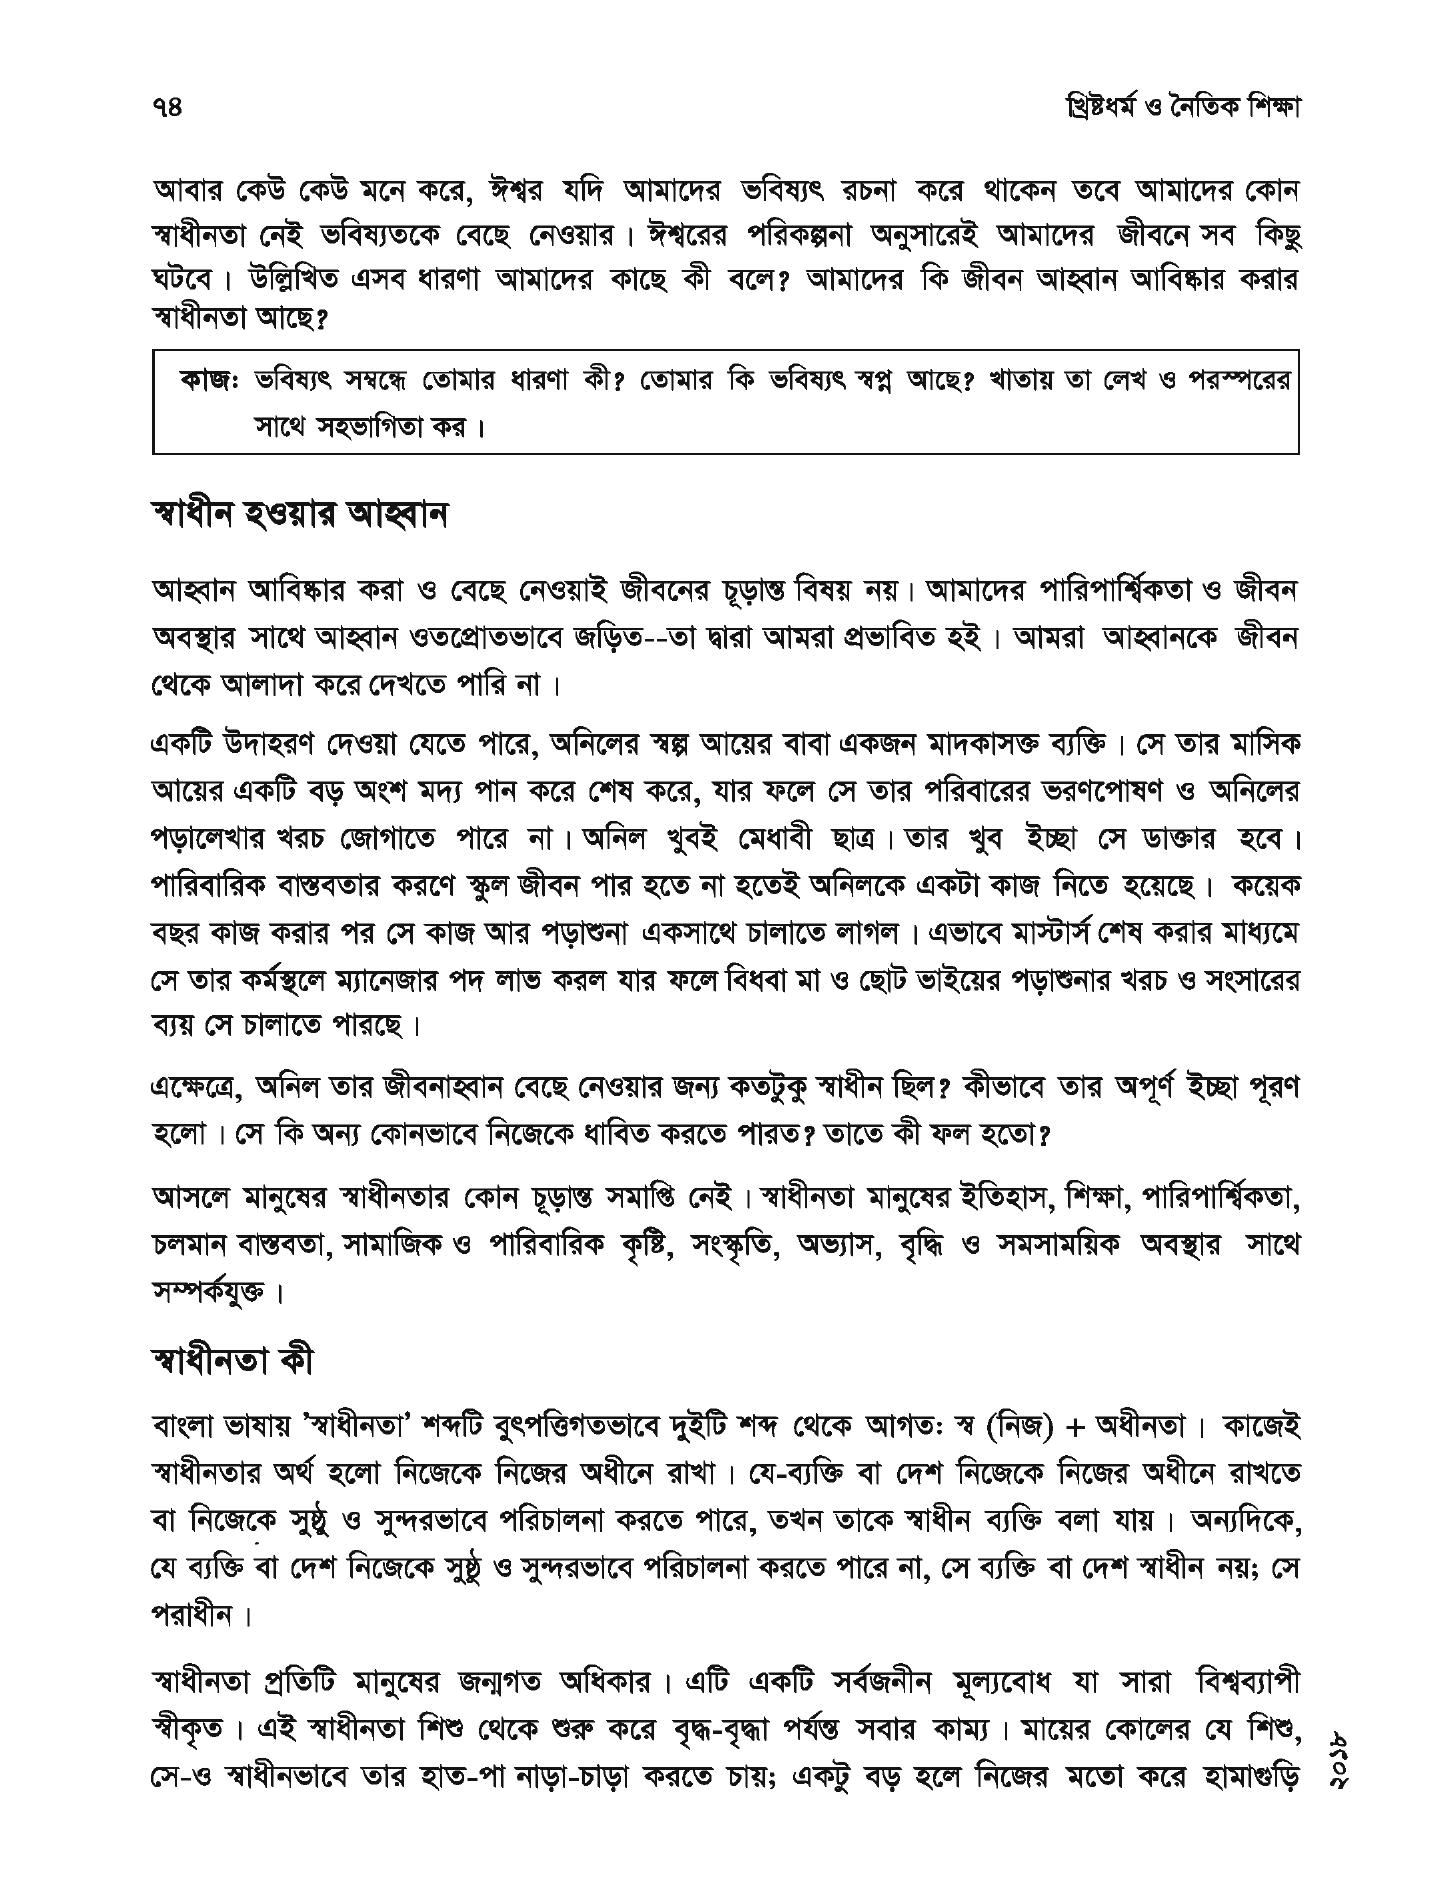 ৭৪
খ্রিষ্টধর্ম ও নৈতিক শিক্ষা
আবার কেউ কেউ মনে করে, ঈশ্বর যদি আমাদের ভবিষ্যৎ রচনা করে থাকেন তবে আমাদের কোন
স্বাধীনতা নেই ভবিষ্যতকে বেছে নেওয়ার। ঈশ্বরের পরিকল্পনা অনুসারেই আমাদের জীবনে সব কিছু
ঘটবে। উল্লিখিত এসব ধারণা আমাদের কাছে কী বলে? আমাদের কি জীবন আহ্বান আবিষ্কার করার
স্বাধীনতা আছে?
কাজ: ভবিষ্যৎ সম্বন্ধে তোমার ধারণা কী? তোমার কি ভবিষ্যৎ স্বপ্ন আছে? খাতায় তা লেখ ও পরস্পরের
সাথে সহভাগিতা কর।
স্বাধীন হওয়ার আহ্বান
আহ্বান আবিষ্কার করা ও বেছে নেওয়াই জীবনের চূড়ান্ত বিষয় নয়। আমাদের পারিপার্শ্বিকতা ও জীবন
অবস্থার সাথে আহ্বান ওতপ্রোতভাবে জড়িত--তা দ্বারা আমরা প্রভাবিত হই। আমরা আহ্বানকে জীবন
থেকে আলাদা করে দেখতে পারি না।
একটি উদাহরণ দেওয়া যেতে পারে, অনিলের স্বল্প আয়ের বাবা একজন মাদকাসক্ত ব্যক্তি। সে তার মাসিক
আয়ের একটি বড় অংশ মদ্য পান করে শেষ করে, যার ফলে সে তার পরিবারের ভরণপোষণ ও অনিলের
পড়ালেখার খরচ জোগাতে পারে না। অনিল খুবই মেধাবী ছাত্র। তার খুব ইচ্ছা সে ডাক্তার হবে।
পারিবারিক বাস্তবতার করণে স্কুল জীবন পার হতে না হতেই অনিলকে একটা কাজ নিতে হয়েছে। কয়েক
বছর কাজ করার পর সে কাজ আর পড়াশুনা একসাথে চালাতে লাগল। এভাবে মাস্টার্স শেষ করার মাধ্যমে
সে তার কর্মস্থলে ম্যানেজার পদ লাভ করল যার ফলে বিধবা মা ও ছোট ভাইয়ের পড়াশুনার খরচ ও সংসারের
ব্যয় সে চালাতে পারছে।
এক্ষেত্রে, অনিল তার জীবনাহ্বান বেছে নেওয়ার জন্য কতটুকু স্বাধীন ছিল? কীভাবে তার অপূর্ণ ইচ্ছা পূরণ
হলো। সে কি অন্য কোনভাবে নিজেকে ধাবিত করতে পারত? তাতে কী ফল হতো?
আসলে মানুষের স্বাধীনতার কোন চূড়ান্ত সমাপ্তি নেই। স্বাধীনতা মানুষের ইতিহাস, শিক্ষা, পারিপার্শ্বিকতা,
চলমান বাস্তবতা, সামাজিক ও পারিবারিক কৃষ্টি, সংস্কৃতি, অভ্যাস, বৃদ্ধি ও সমসাময়িক অবস্থার সাথে
সম্পর্কযুক্ত।
স্বাধীনতা কী
বাংলা ভাষায় ’স্বাধীনতা’ শব্দটি বুৎপত্তিগতভাবে দুইটি শব্দ থেকে আগত: স্ব (নিজ) + অধীনতা। কাজেই
স্বাধীনতার অর্থ হলো নিজেকে নিজের অধীনে রাখা। যে-ব্যক্তি বা দেশ নিজেকে নিজের অধীনে রাখতে
বা নিজেকে সুষ্ঠু ও সুন্দরভাবে পরিচালনা করতে পারে, তখন তাকে স্বাধীন ব্যক্তি বলা যায়। অন্যদিকে,
যে ব্যক্তি বা দেশ নিজেকে সুষ্ঠু ও সুন্দরভাবে পরিচালনা করতে পারে না, সে ব্যক্তি বা দেশ স্বাধীন নয়; সে
পরাধীন।
স্বাধীনতা প্রতিটি মানুষের জন্মগত অধিকার। এটি একটি সর্বজনীন মূল্যবোধ যা সারা বিশ্বব্যাপী
স্বীকৃত। এই স্বাধীনতা শিশু থেকে শুরু করে বৃদ্ধ-বৃদ্ধা পর্যন্ত সবার কাম্য। মায়ের কোলের যে শিশু,
সে-ও স্বাধীনভাবে তার হাত-পা নাড়া-চাড়া করতে চায়; একটু বড় হলে নিজের মতো করে হামাগুড়ি
২০১৮